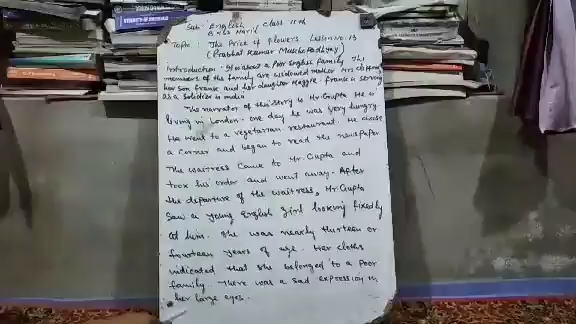 Sub: English Class 11th
Topic: The Price of Flowers Lesson No 13
(Prabhat Kumar Mukhopadhyay)
Introduction - It is about a Poor English family. The
members of the family are widowed mother Mrs Clifford
her son Frank and her daughter Maggie. Frank is serving
as a Soldier in India
The narrator of the story is Mr. Gupta. He is
living in London. One day he was very hungry
He went to a vegetarian restaurant. He chose
a corner and began to read the newspaper
The waitress came to Mr. Gupta and
took his order and went away. After
the departure of the waitress, Mr. Gupta
Saw a young English girl looking fixedly
at him. She was nearly thirteen or
fourteen years of age. Her cloths
indicated that she belonged to a poor
family. There was a sad expression in
her large eyes.